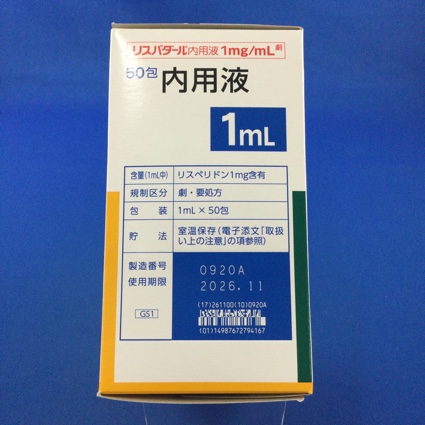 リスパダール内用液1mg/mL 劇
50包 内用液
1mL
含量(1mL中) リスペリドン1mg含有
規制区分 劇・要処方
包装 1mL×50包
貯法 室温保存(電子添文「取扱
い上の注意」の項参照)
製造番号 0920A
使用期限 2026.11
(17)261100(10)0920A
GS1
(01)14987672794167